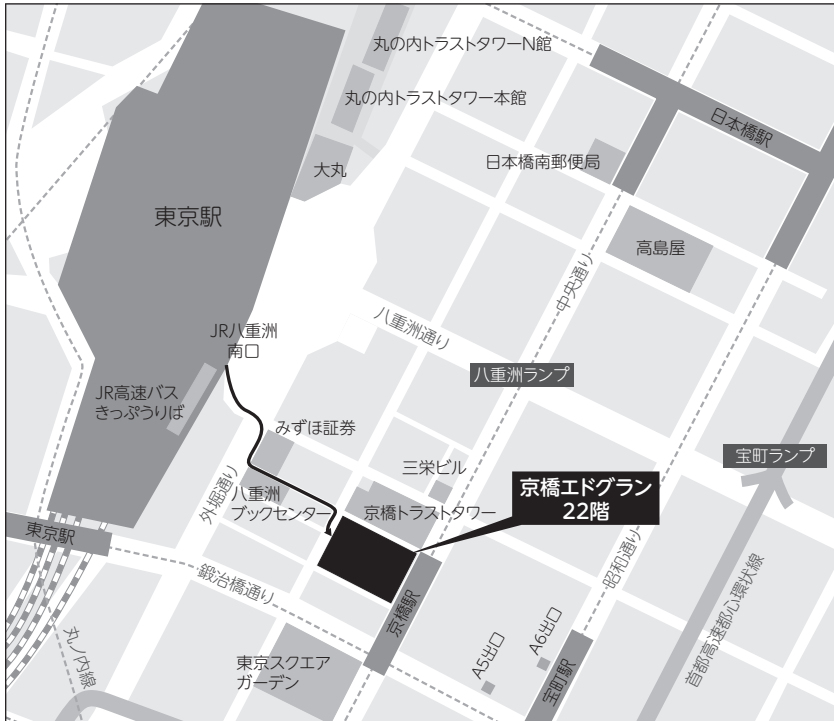 丸の内トラストタワーN館
丸の内トラストタワー本館
日本橋駅
日本橋南郵便局
大丸
東京駅
高島屋
中央通り
八重洲通り
JR八重洲
南口
八重洲ランプ
JR高速バス
きっぷうりば
みずほ証券
宝町ランプ
三栄ビル
外堀通り
八重洲
ブックセンター
京橋トラストタワー
京橋エドグラン
22階
東京駅
昭和通り
鍛冶橋通り
京橋駅
首都高速都心環状線
丸ノ内線
東京スクエア
ガーデン
A5出口
A6出口
宝町駅